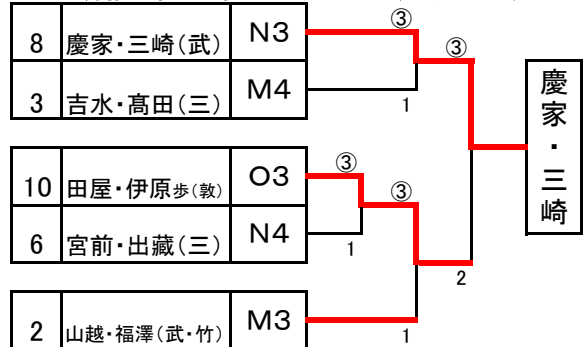 8 慶家・三崎(武) N3
3 吉水・髙田(三) M4
10 田屋・伊原歩(敦) O3
6 宮前・出藏(三) N4
2 山越・福澤(武・竹) M3
③
1
③
③
1
③
1
2
慶家・三崎